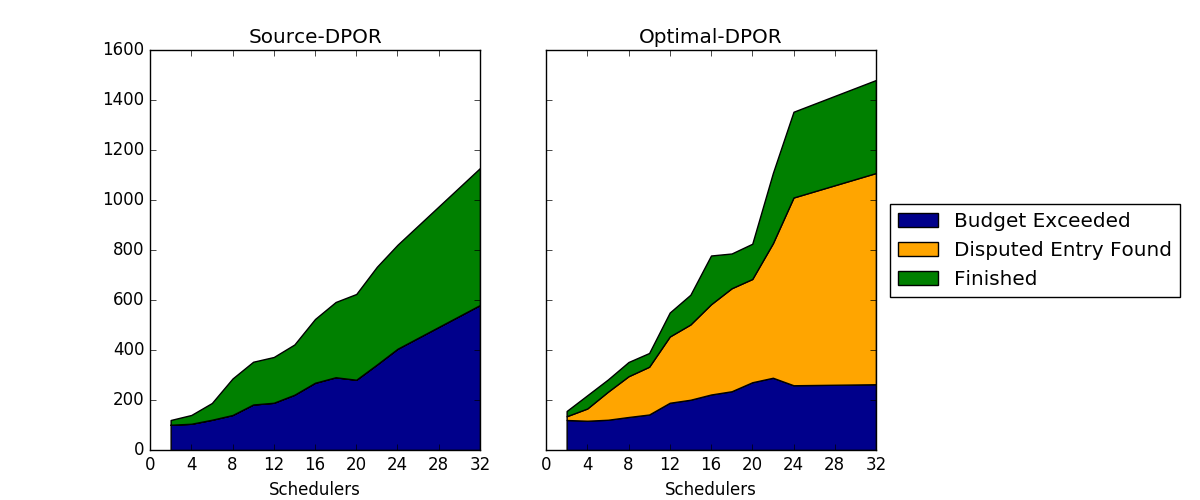 Source-DPOR
Optimal-DPOR
1600
1400
1200
1000
800
600
400
200
0
0 4 8 12 16 20 24 28 32
0 4 8 12 16 20 24 28 32
Schedulers
Schedulers
Budget Exceeded
Disputed Entry Found
Finished